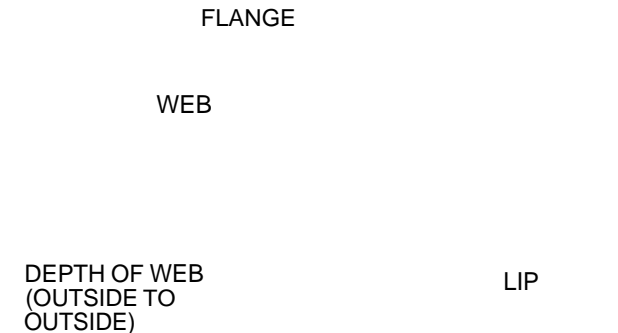 FLANGE
WEB
DEPTH OF WEB
(OUTSIDE TO
OUTSIDE)
LIP